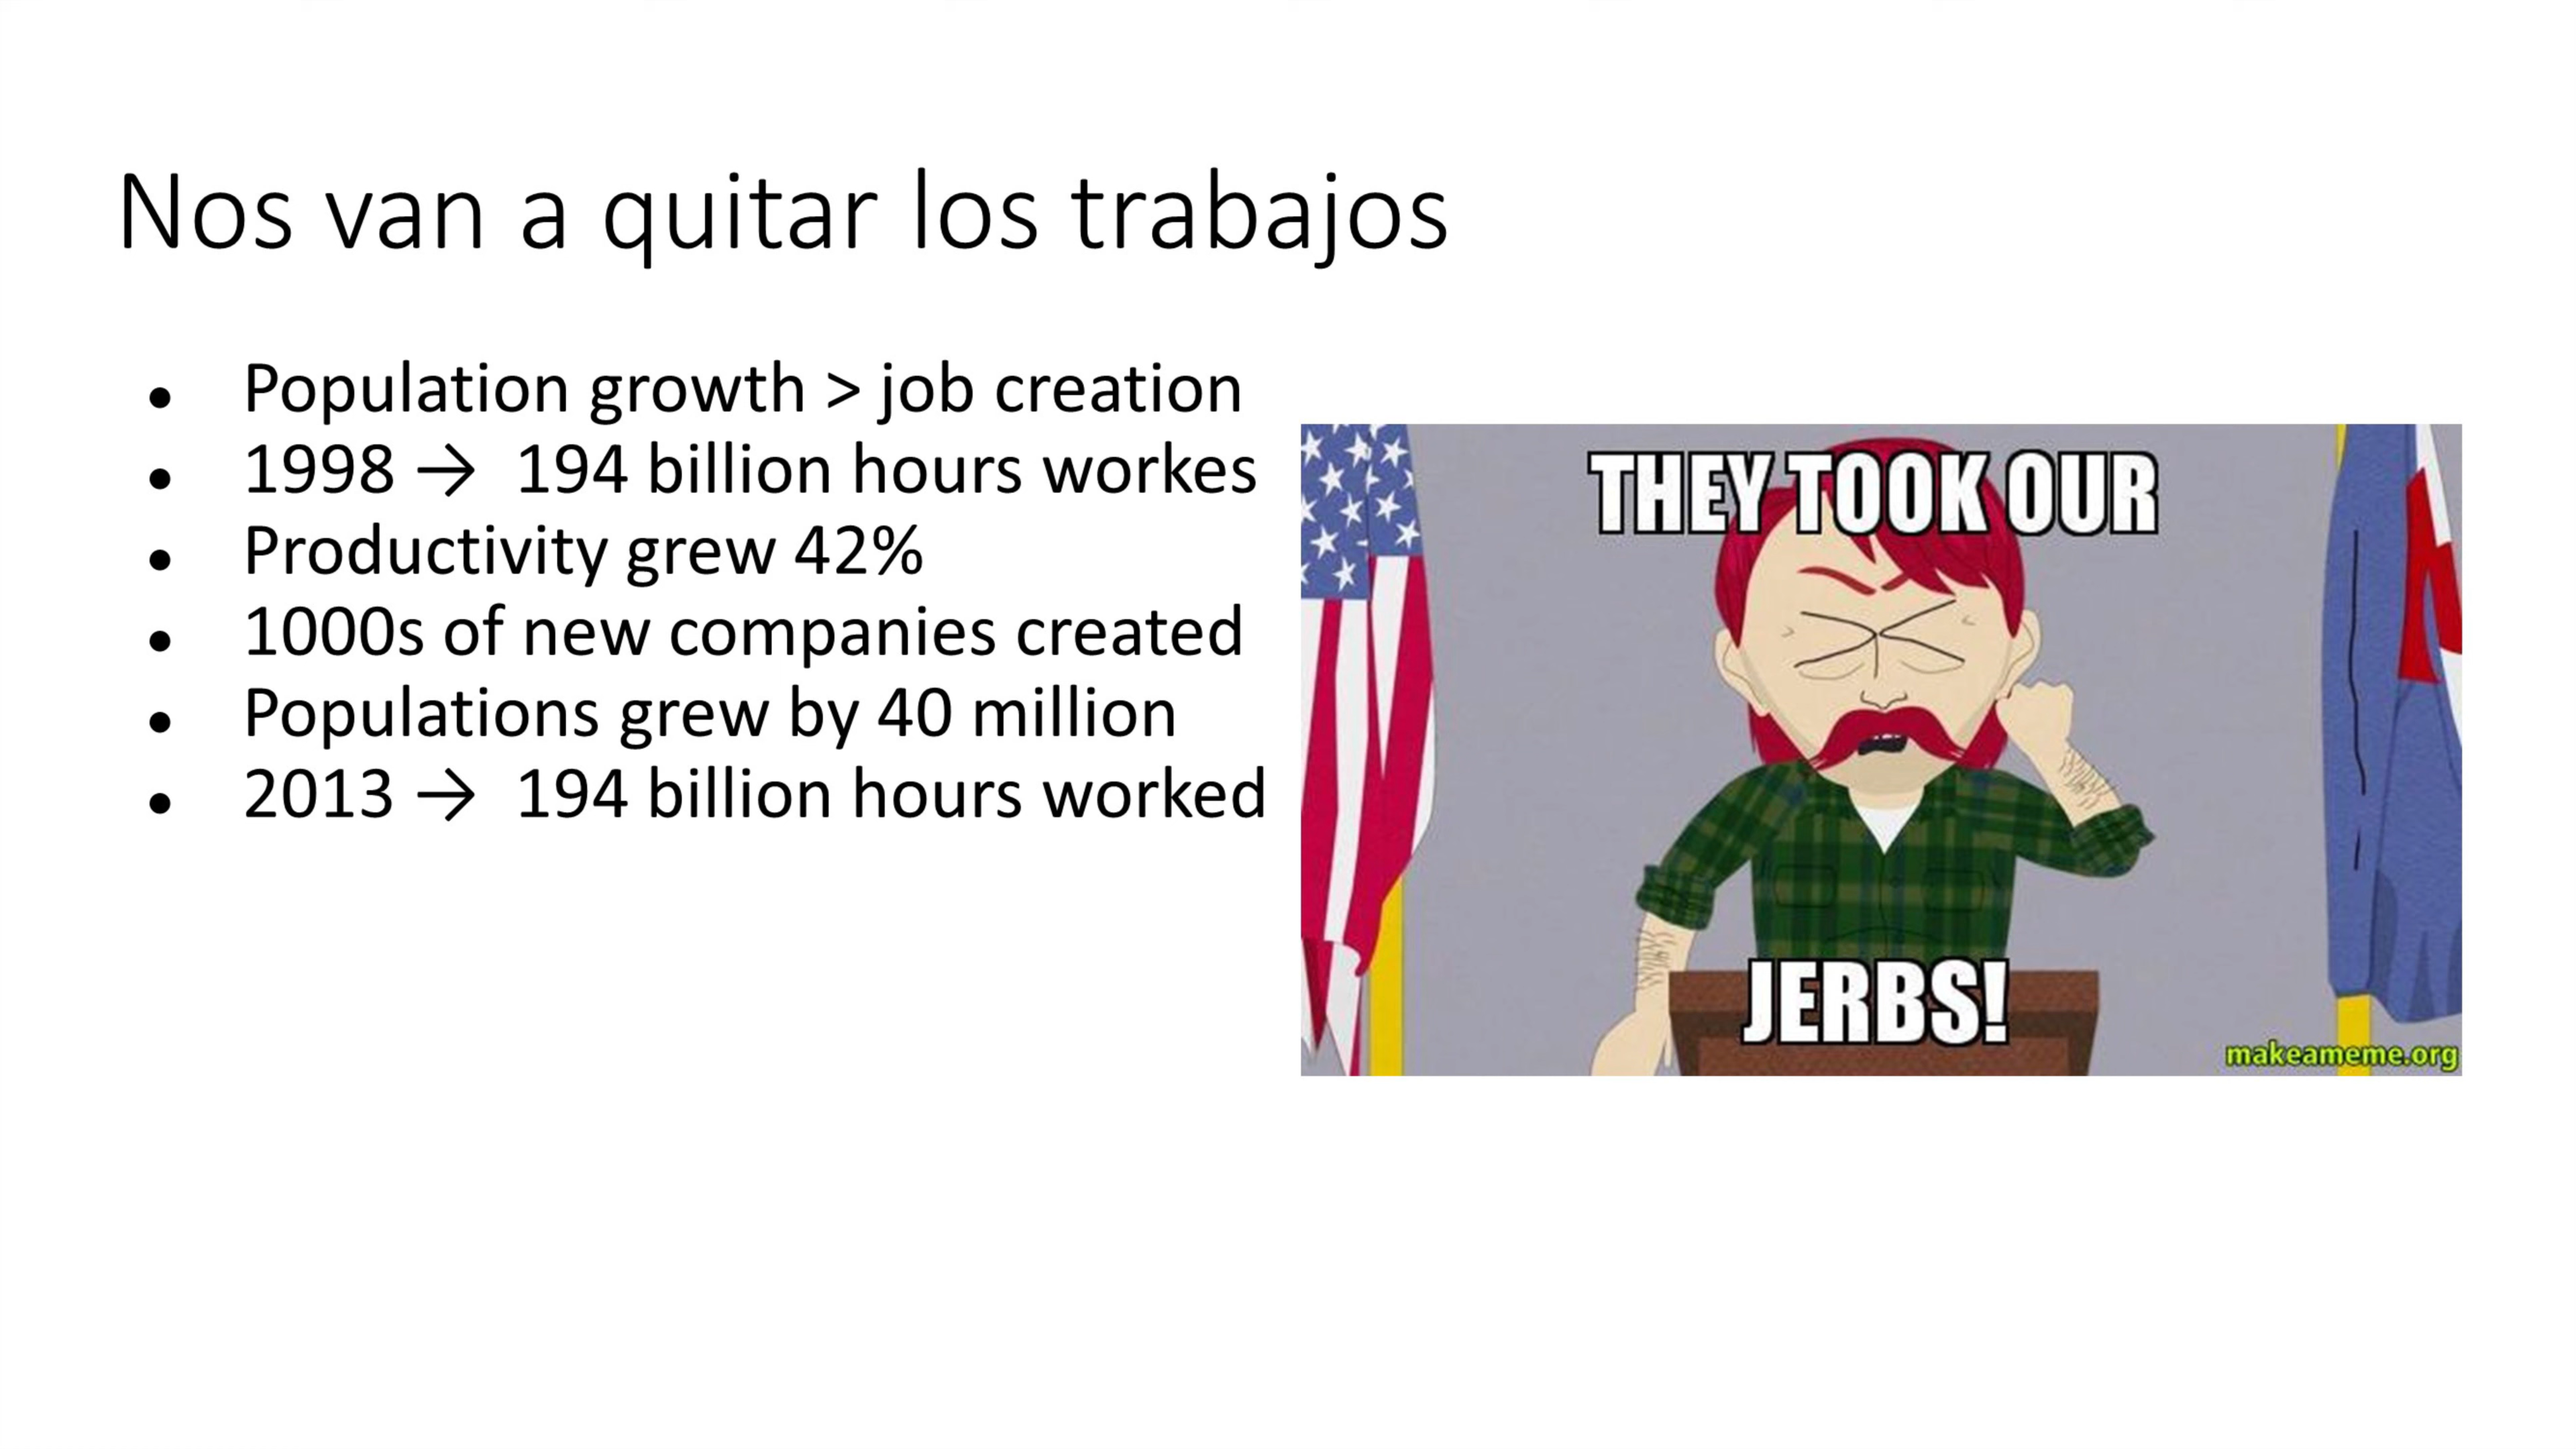 Nos van a quitar los trabajos
• Population growth > job creation
• 1998 → 194 billion hours workes
• Productivity grew 42%
• 1000s of new companies created
• Populations grew by 40 million
• 2013 → 194 billion hours worked
THEY TOOK OUR
JERBS!
makeameme.org